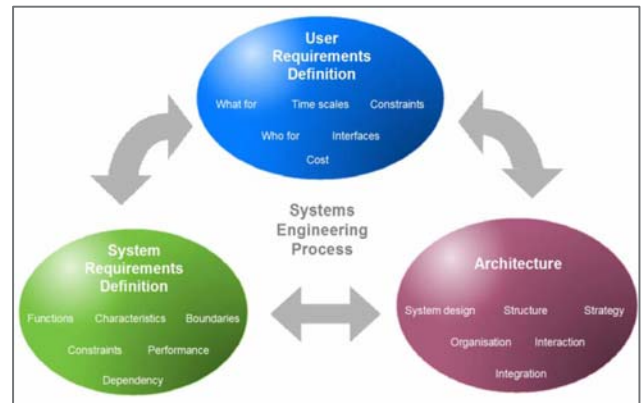 User
Requirements
Definition
What for Time scales Constraints
Who for Interfaces
Cost
Systems
Engineering
Process
System
Requirements
Definition
Functions Characteristics Boundaries
Constraints Performance
Dependency
Architecture
System design Structure Strategy
Organisation Interaction
Integration